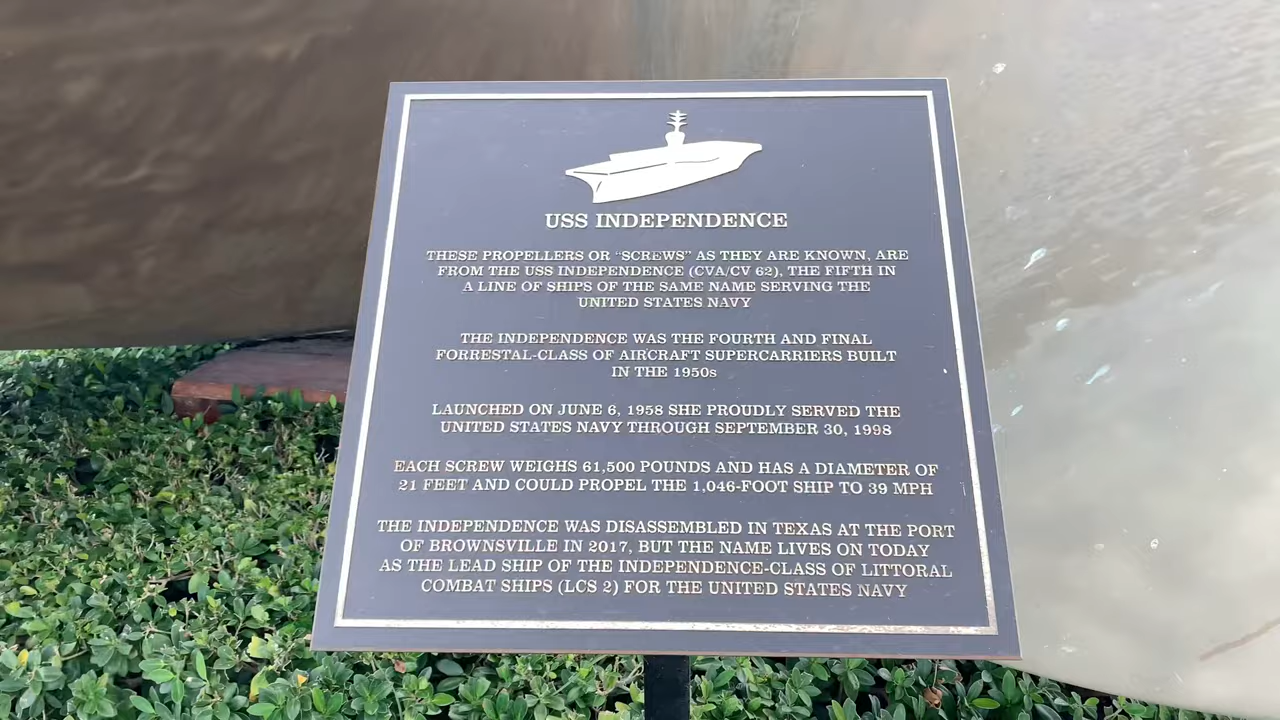 USS INDEPENDENCE
THESE PROPELLERS OR "SCREWS" AS THEY ARE KNOWN, ARE
FROM THE USS INDEPENDENCE (CVA/CV 62), THE FIFTH IN
A LINE OF SHIPS OF THE SAME NAME SERVING THE
UNITED STATES NAVY
THE INDEPENDENCE WAS THE FOURTH AND FINAL
FORRESTAL-CLASS OF AIRCRAFT SUPERCARRIERS BUILT
IN THE 1950s
LAUNCHED ON JUNE 6, 1958 SHE PROUDLY SERVED THE
UNITED STATES NAVY THROUGH SEPTEMBER 30, 1998
EACH SCREW WEIGHS 61,500 POUNDS AND HAS A DIAMETER OF
21 FEET AND COULD PROPEL THE 1,046-FOOT SHIP TO 39 MPH
THE INDEPENDENCE WAS DISASSEMBLED IN TEXAS AT THE PORT
OF BROWNSVILLE IN 2017, BUT THE NAME LIVES ON TODAY
AS THE LEAD SHIP OF THE INDEPENDENCE-CLASS OF LITTORAL
COMBAT SHIPS (LCS 2) FOR THE UNITED STATES NAVY